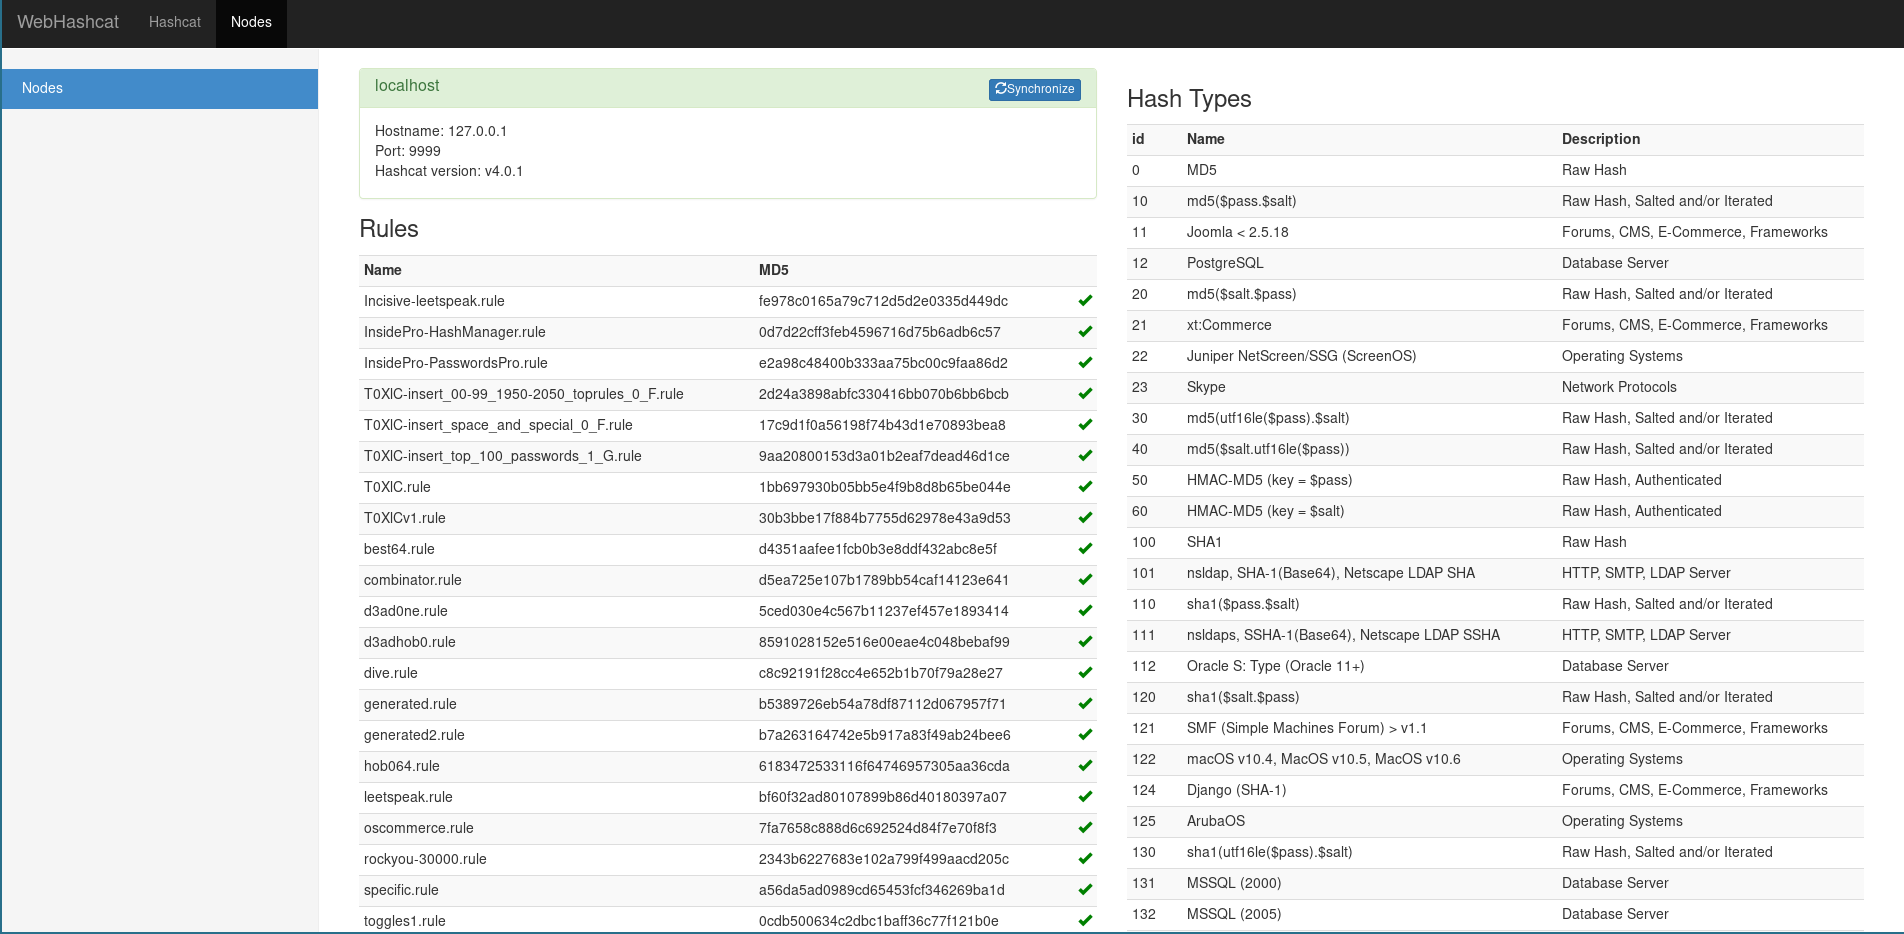 WebHashcat Hashcat Nodes
Nodes
localhost Synchronize
Hostname: 127.0.0.1
Port: 9999
Hashcat version: v4.0.1
Rules
Name MD5
Incisive-leetspeak.rule fe978c0165a79c712d5d2e0335d449dc
InsidePro-HashManager.rule 0d7d22cff3feb4596716d75b6adb6c57
InsidePro-PasswordsPro.rule e2a98c48400b333aa75bc00c9faa86d2
T0XlC-insert_00-99_1950-2050_toprules_0_F.rule 2d24a3898abfc330416bb070b6bb6bcb
T0XlC-insert_space_and_special_0_F.rule 17c9d1f0a56198f74b43d1e70893bea8
T0XlC-insert_top_100_passwords_1_G.rule 9aa20800153d3a01b2eaf7dead46d1ce
T0XlC.rule 1bb697930b05bb5e4f9b8d8b65be044e
T0XlCv1.rule 30b3bbe17f884b7755d62978e43a9d53
best64.rule d4351aafee1fcb0b3e8ddf432abc8e5f
combinator.rule d5ea725e107b1789bb54caf14123e641
d3ad0ne.rule 5ced030e4c567b11237ef457e1893414
d3adhob0.rule 8591028152e516e00eae4c048bebaf99
dive.rule c8c92191f28cc4e652b1b70f79a28e27
generated.rule b5389726eb54a78df87112d067957f71
generated2.rule b7a263164742e5b917a83f49ab24bee6
hob064.rule 6183472533116f64746957305aa36cda
leetspeak.rule bf60f32ad80107899b86d40180397a07
oscommerce.rule 7fa7658c888d6c692524d84f7e70f8f3
rockyou-30000.rule 2343b6227683e102a799f499aacd205c
specific.rule a56da5ad0989cd65453fcf346269ba1d
toggles1.rule 0cdb500634c2dbc1baff36c77f121b0e
Hash Types
id Name Description
0 MD5 Raw Hash
10 md5($pass.$salt) Raw Hash, Salted and/or Iterated
11 Joomla < 2.5.18 Forums, CMS, E-Commerce, Frameworks
12 PostgreSQL Database Server
20 md5($salt.$pass) Raw Hash, Salted and/or Iterated
21 xt:Commerce Forums, CMS, E-Commerce, Frameworks
22 Juniper NetScreen/SSG (ScreenOS) Operating Systems
23 Skype Network Protocols
30 md5(utf16le($pass).$salt) Raw Hash, Salted and/or Iterated
40 md5($salt.utf16le($pass)) Raw Hash, Salted and/or Iterated
50 HMAC-MD5 (key = $pass) Raw Hash, Authenticated
60 HMAC-MD5 (key = $salt) Raw Hash, Authenticated
100 SHA1 Raw Hash
101 nsldap, SHA-1(Base64), Netscape LDAP SHA HTTP, SMTP, LDAP Server
110 sha1($pass.$salt) Raw Hash, Salted and/or Iterated
111 nsldaps, SSHA-1(Base64), Netscape LDAP SSHA HTTP, SMTP, LDAP Server
112 Oracle S: Type (Oracle 11+) Database Server
120 sha1($salt.$pass) Raw Hash, Salted and/or Iterated
121 SMF (Simple Machines Forum) > v1.1 Forums, CMS, E-Commerce, Frameworks
122 macOS v10.4, MacOS v10.5, MacOS v10.6 Operating Systems
124 Django (SHA-1) Forums, CMS, E-Commerce, Frameworks
125 ArubaOS Operating Systems
130 sha1(utf16le($pass).$salt) Raw Hash, Salted and/or Iterated
131 MSSQL (2000) Database Server
132 MSSQL (2005) Database Server